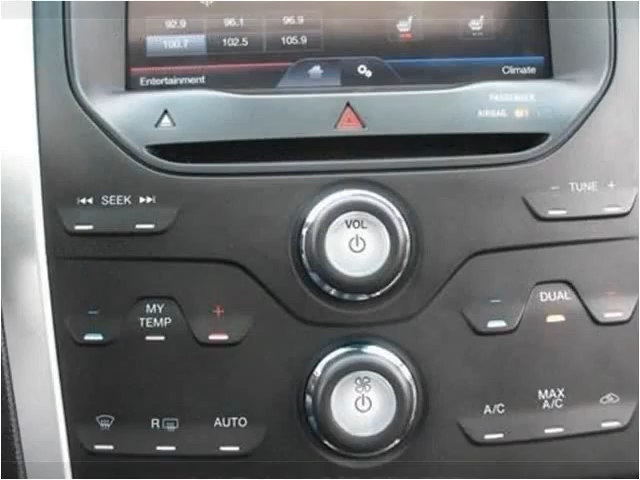 92.9 96.1 96.9
100.7 102.5 105.9
Entertainment Climate
PASSENGER
AIRBAG
SEEK
− TUNE +
VOL
− MY TEMP +
− DUAL −
R AUTO
A/C MAX A/C